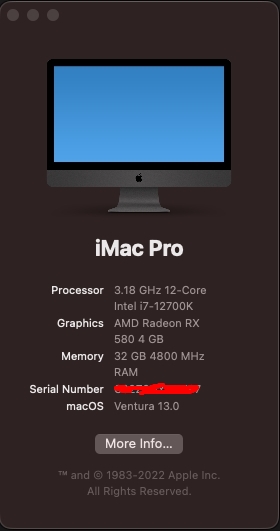 iMac Pro
Processor 3.18 GHz 12-Core
Intel i7-12700K
Graphics AMD Radeon RX
580 4 GB
Memory 32 GB 4800 MHz
RAM
Serial Number
macOS Ventura 13.0
More Info...
™ and © 1983-2022 Apple Inc.
All Rights Reserved.